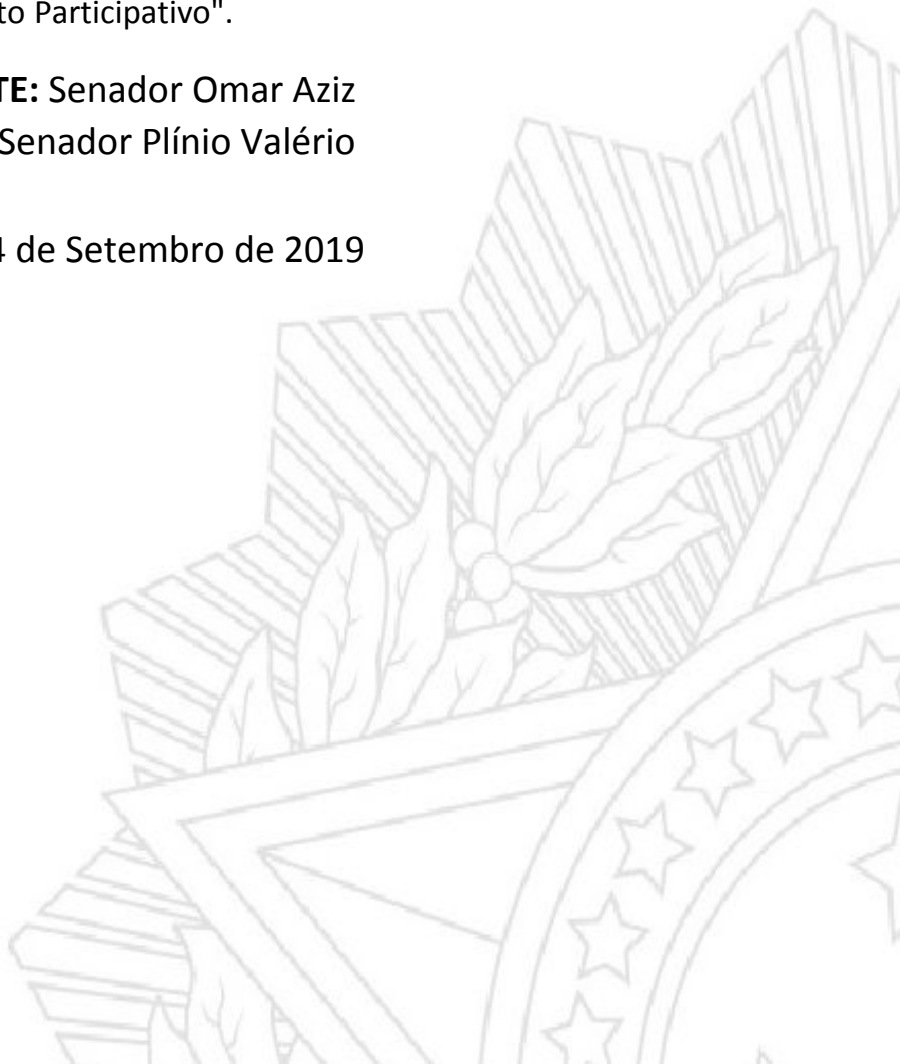 to Participativo".
TE: Senador Omar Aziz
Senador Plínio Valério
4 de Setembro de 2019